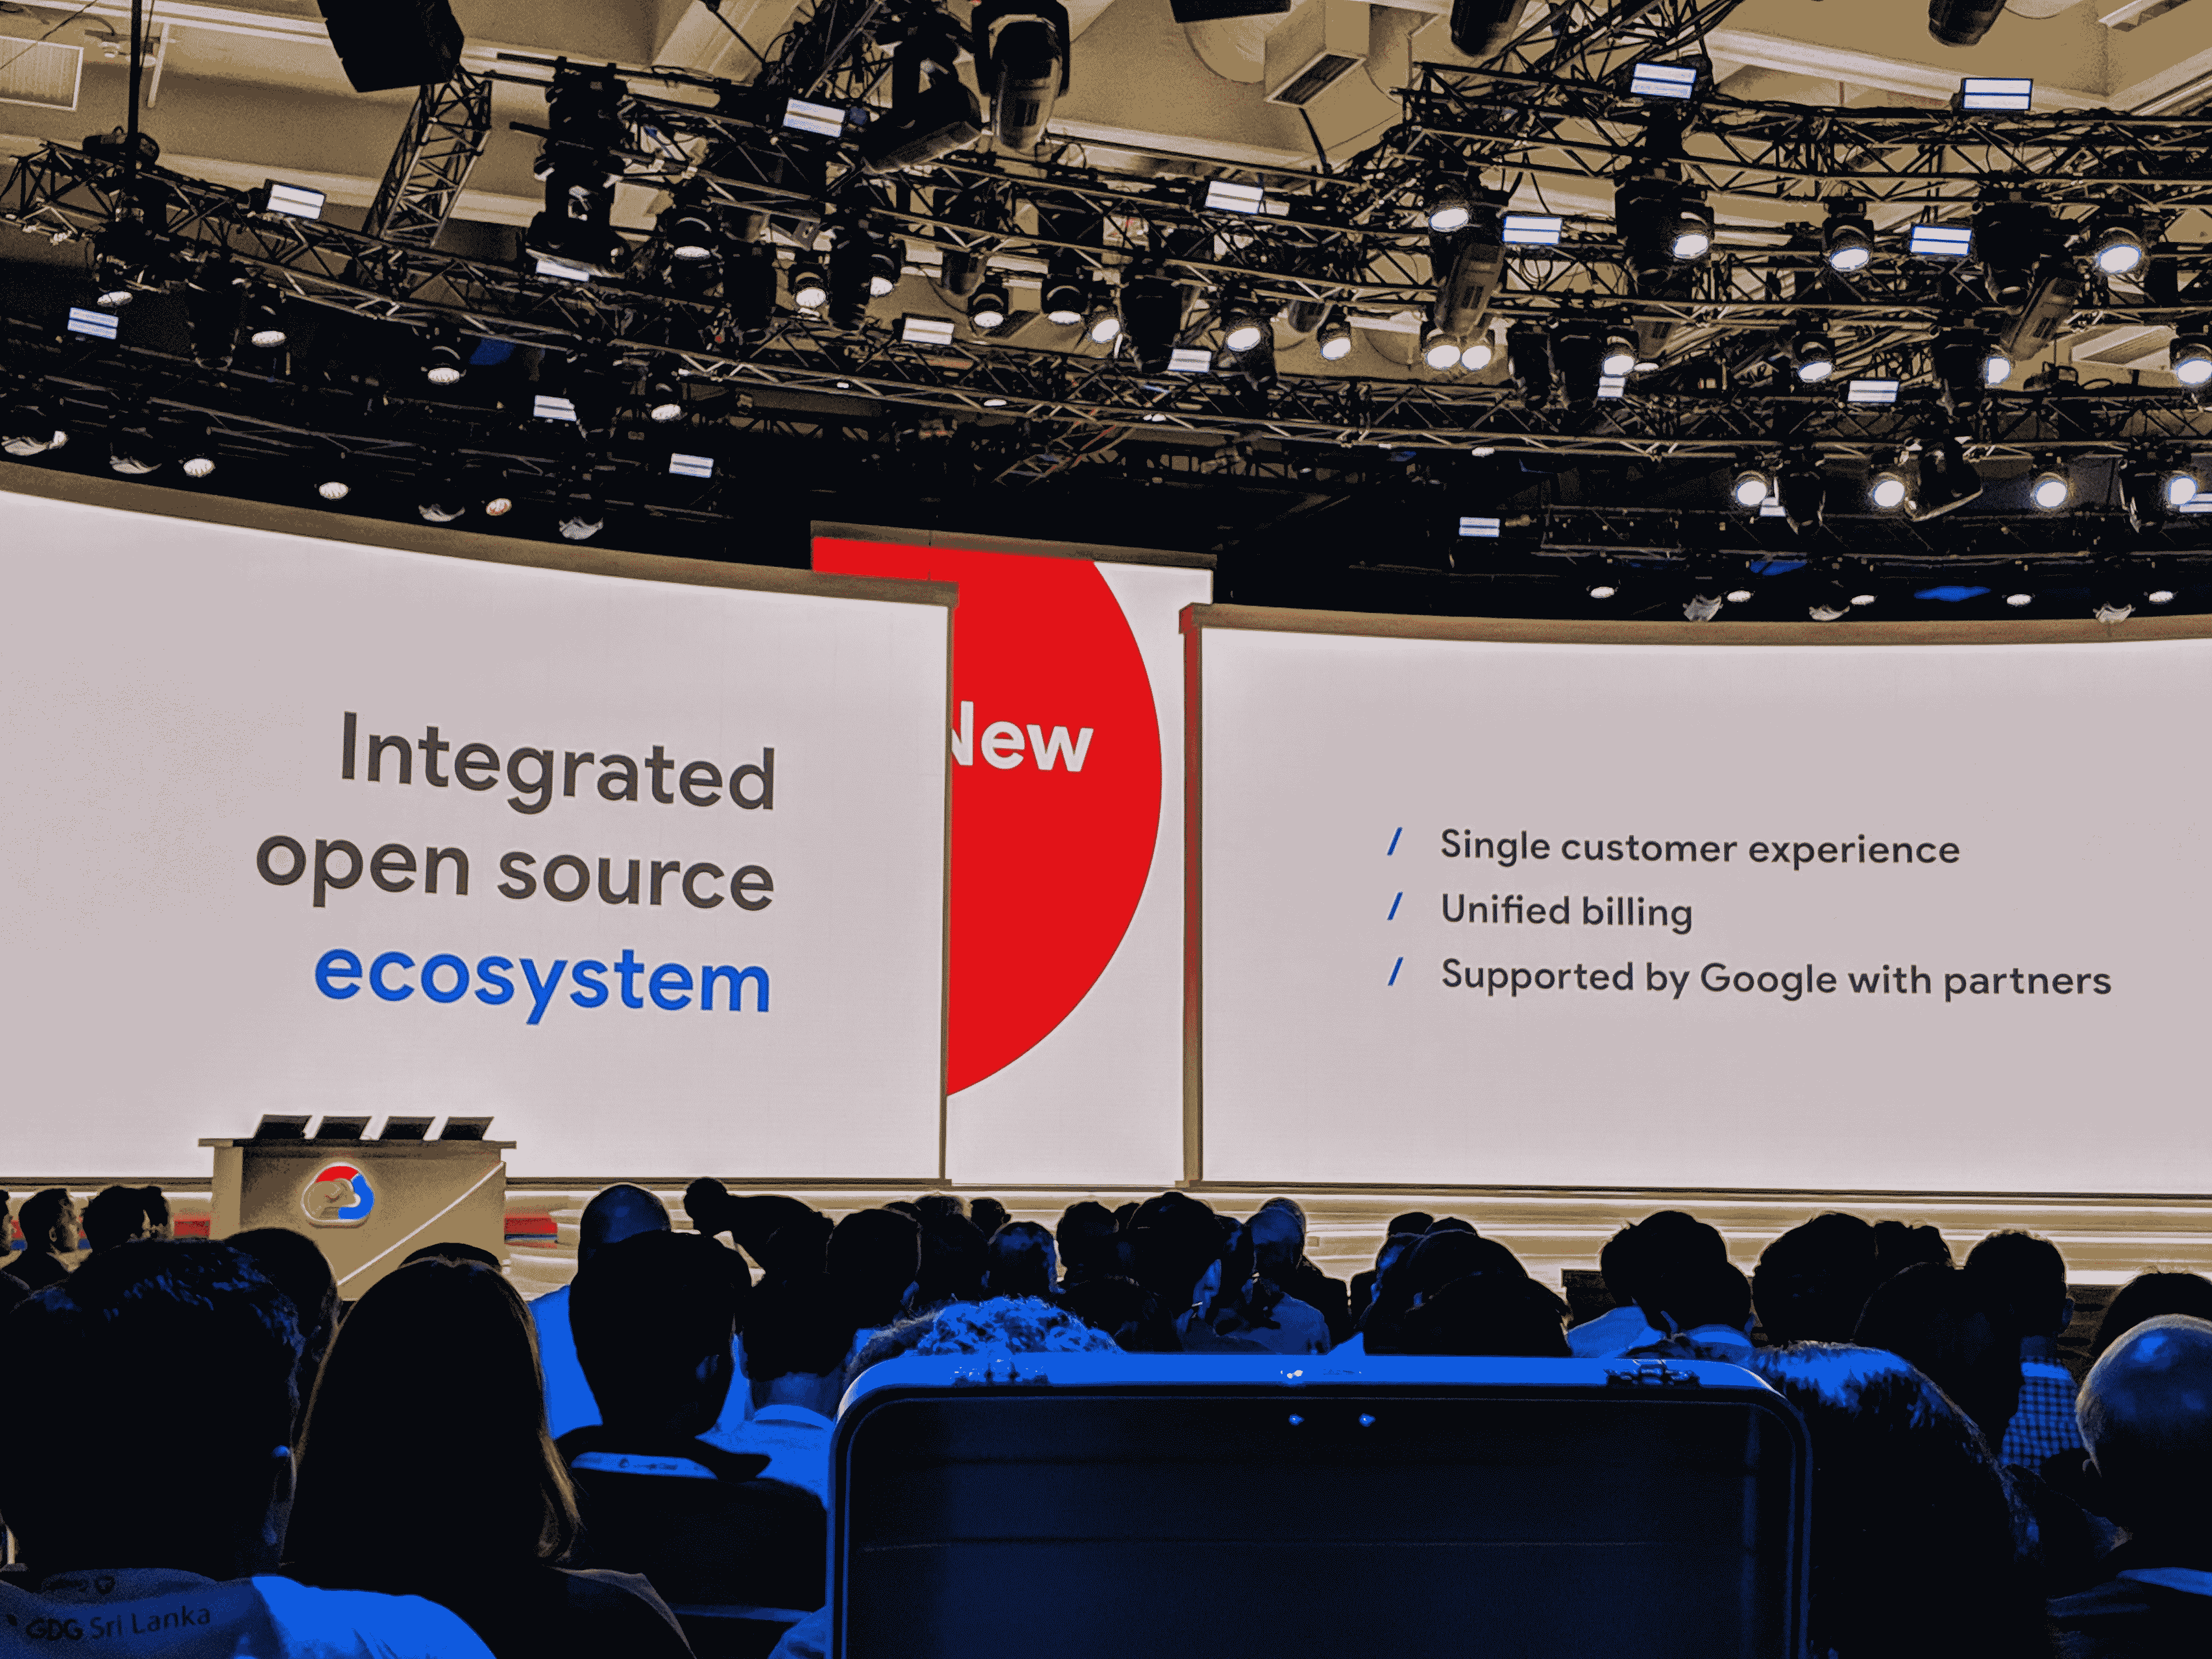 Integrated
open source
ecosystem
New
/ Single customer experience
/ Unified billing
/ Supported by Google with partners
GDG Sri Lanka